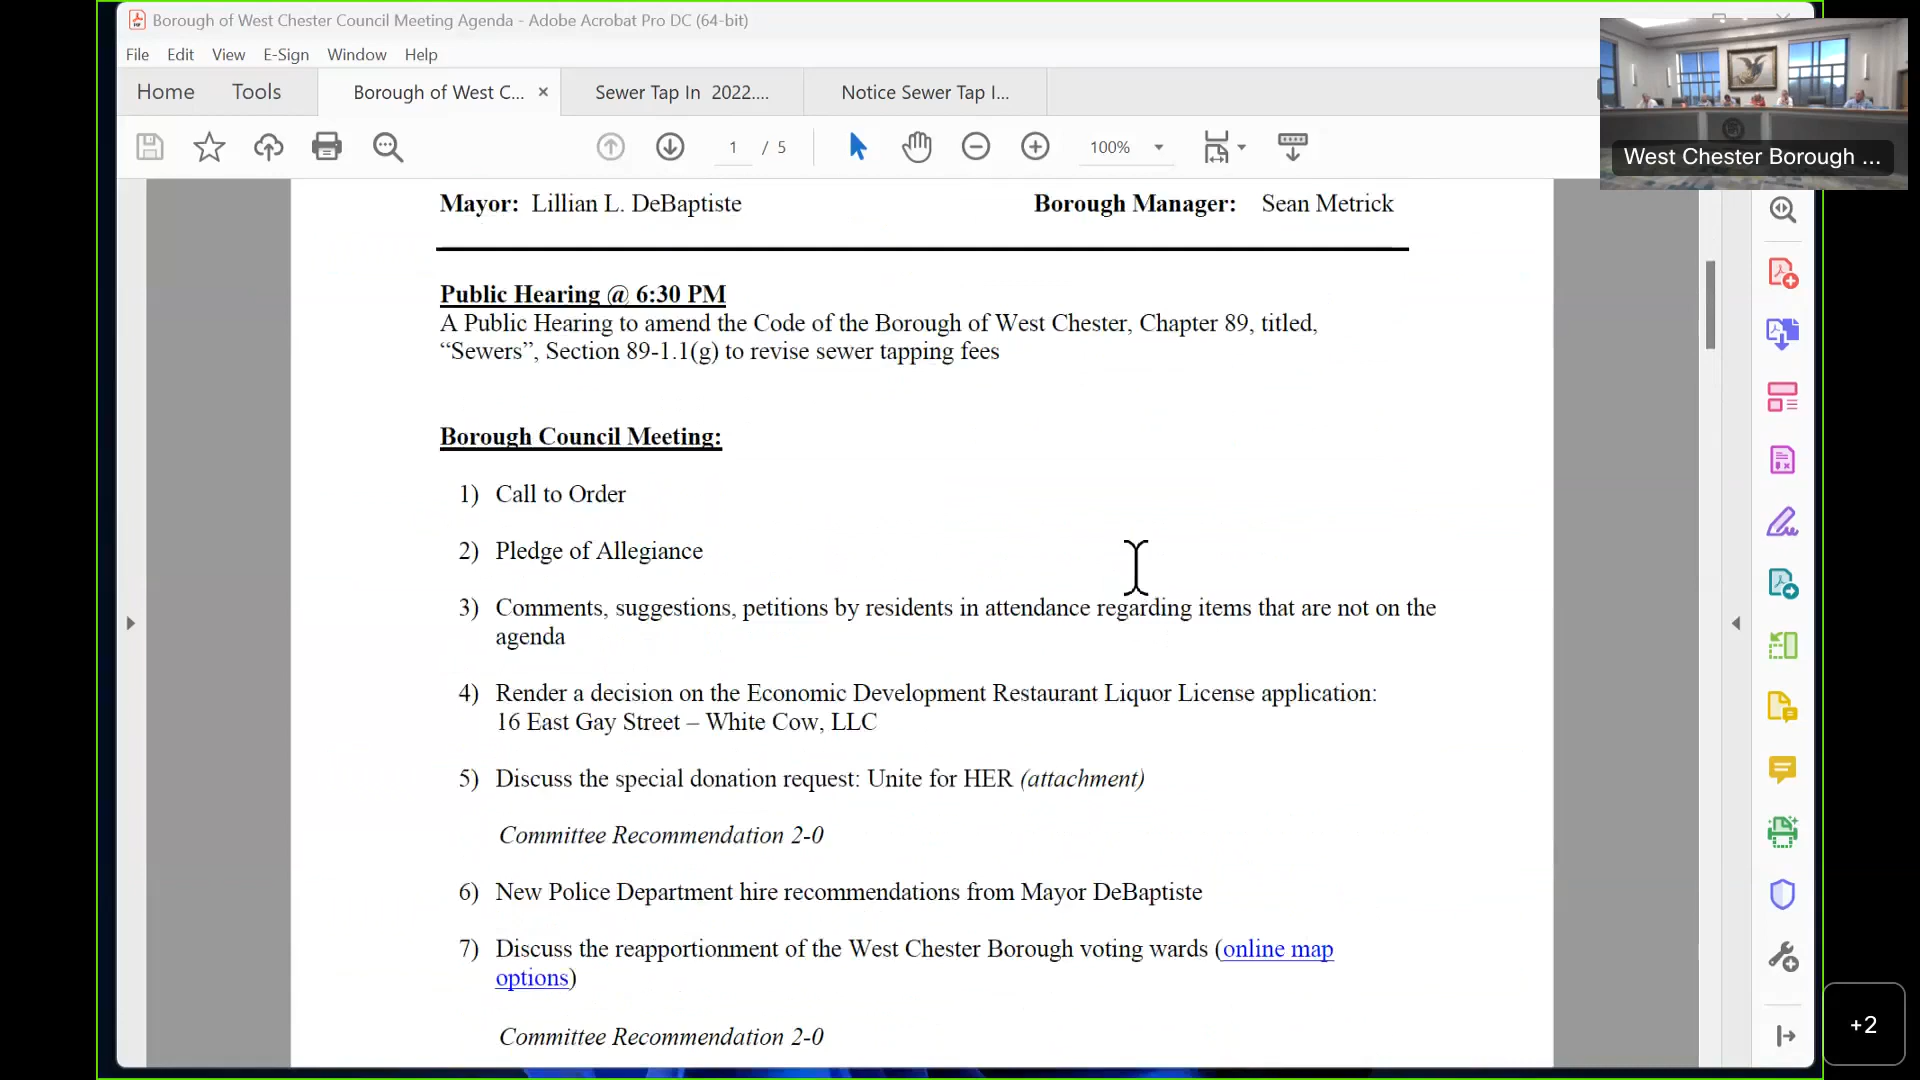 Borough of West Chester Council Meeting Agenda - Adobe Acrobat Pro DC (64-bit)
File Edit View E-Sign Window Help
Home Tools Borough of West C... × Sewer Tap In 2022.... Notice Sewer Tap I...
1 / 5 100%
West Chester Borough ...
Mayor: Lillian L. DeBaptiste Borough Manager: Sean Metrick
Public Hearing @ 6:30 PM
A Public Hearing to amend the Code of the Borough of West Chester, Chapter 89, titled,
“Sewers”, Section 89-1.1(g) to revise sewer tapping fees
Borough Council Meeting:
1) Call to Order
2) Pledge of Allegiance
3) Comments, suggestions, petitions by residents in attendance regarding items that are not on the
agenda
4) Render a decision on the Economic Development Restaurant Liquor License application:
16 East Gay Street – White Cow, LLC
5) Discuss the special donation request: Unite for HER (attachment)
Committee Recommendation 2-0
6) New Police Department hire recommendations from Mayor DeBaptiste
7) Discuss the reapportionment of the West Chester Borough voting wards (online map
options)
Committee Recommendation 2-0
+2